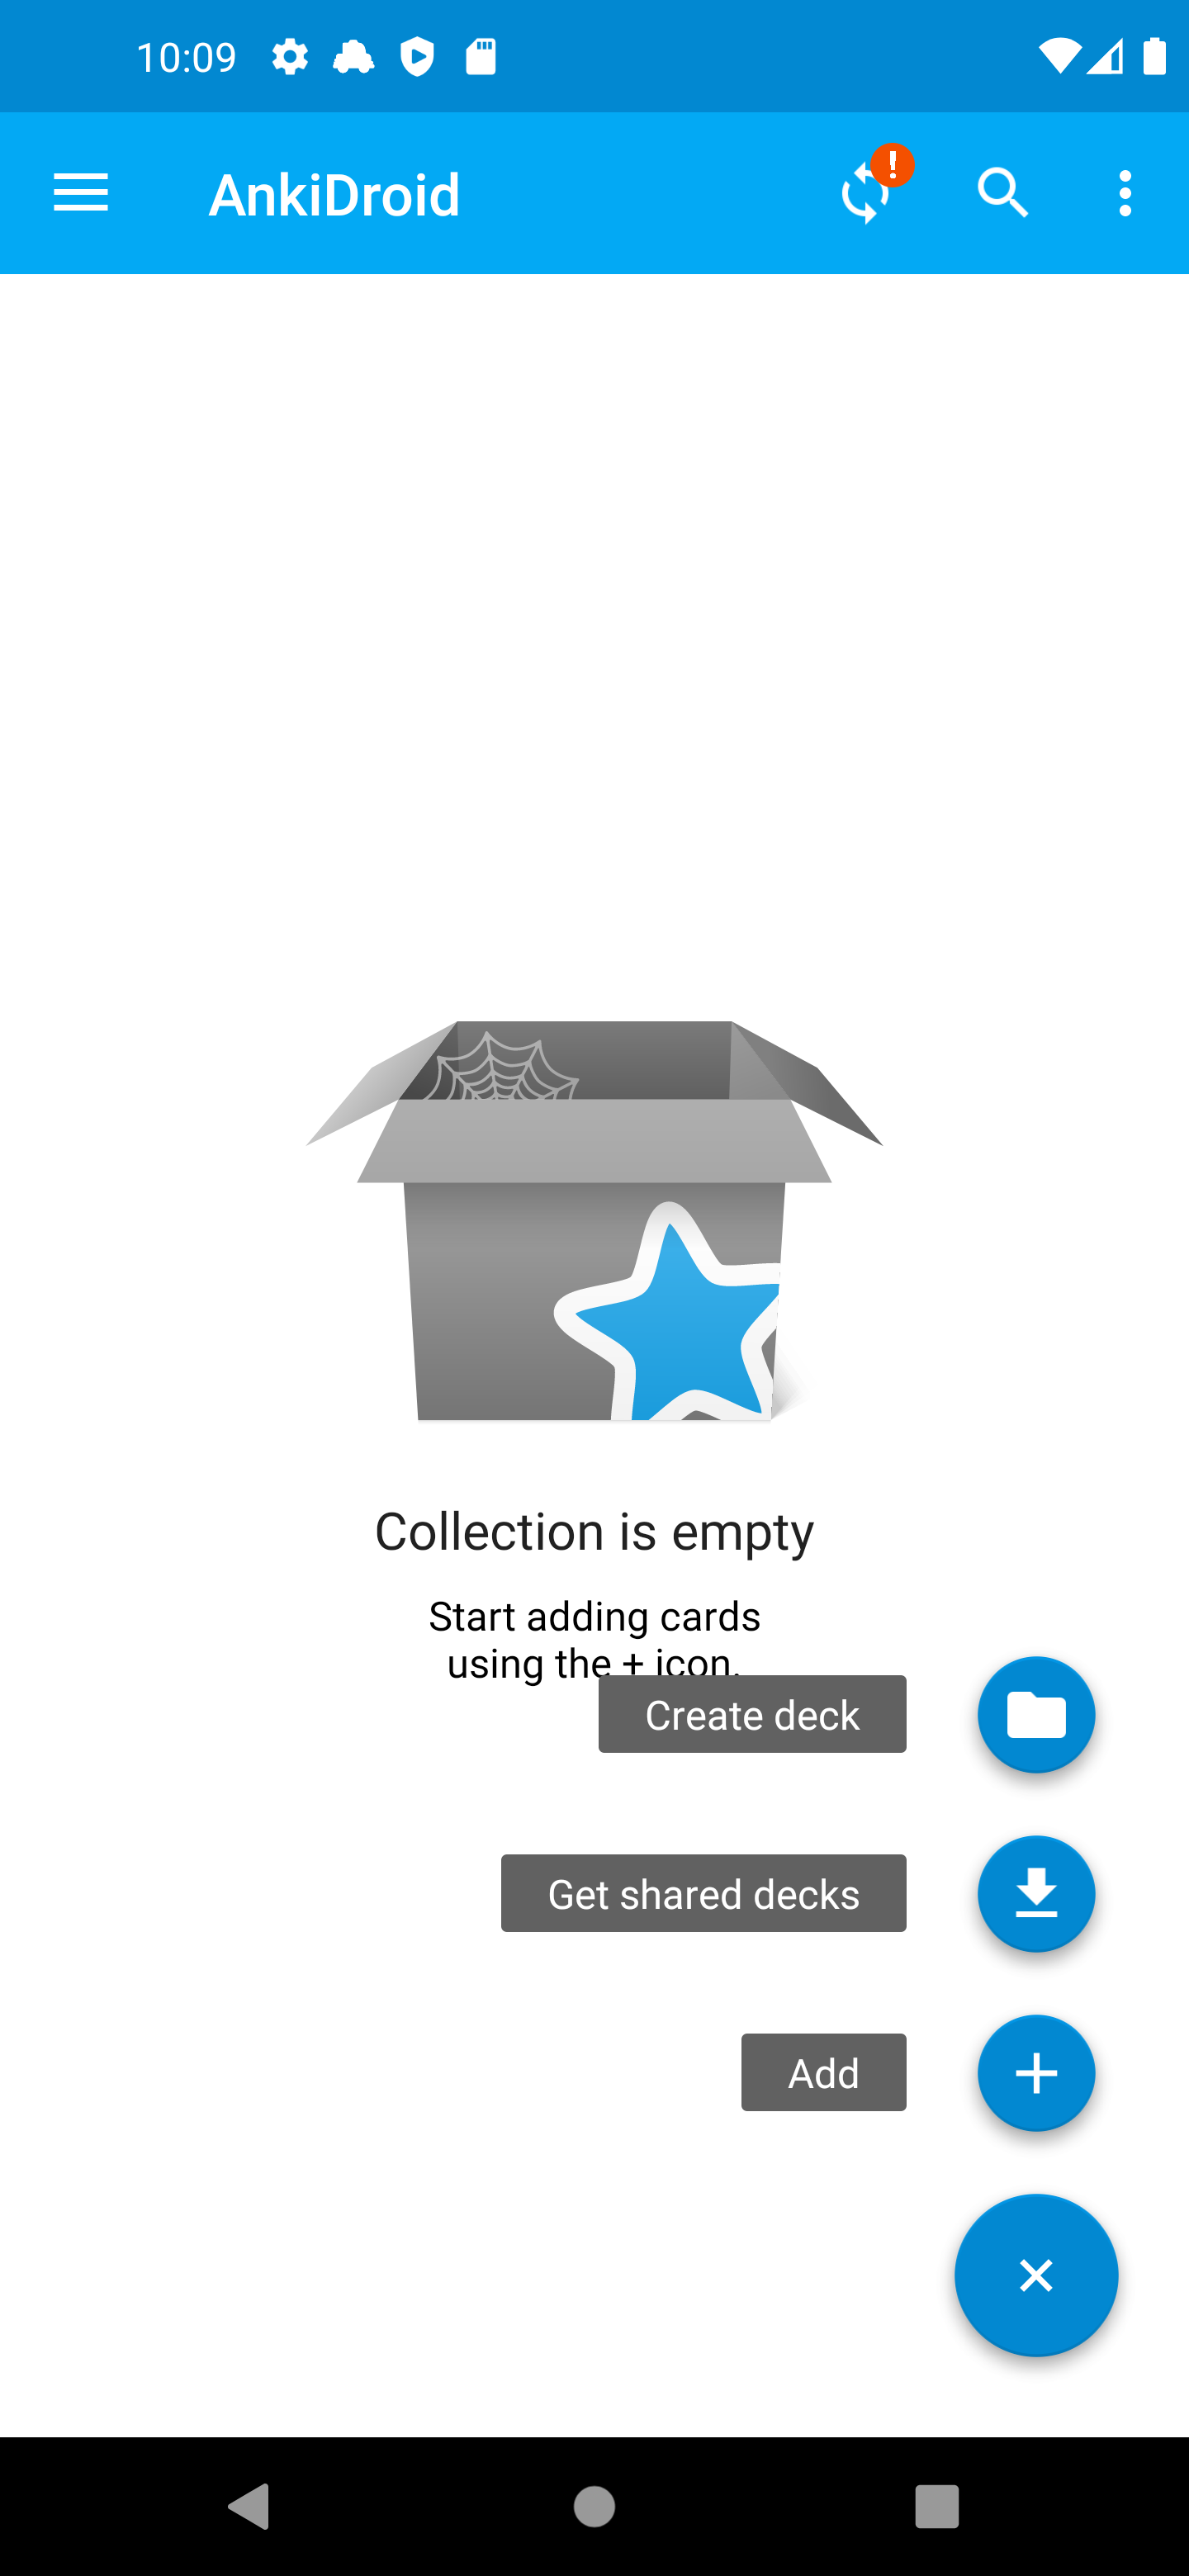 10:09
AnkiDroid
Collection is empty
Start adding cards
using the + icon.
Create deck
Get shared decks
Add